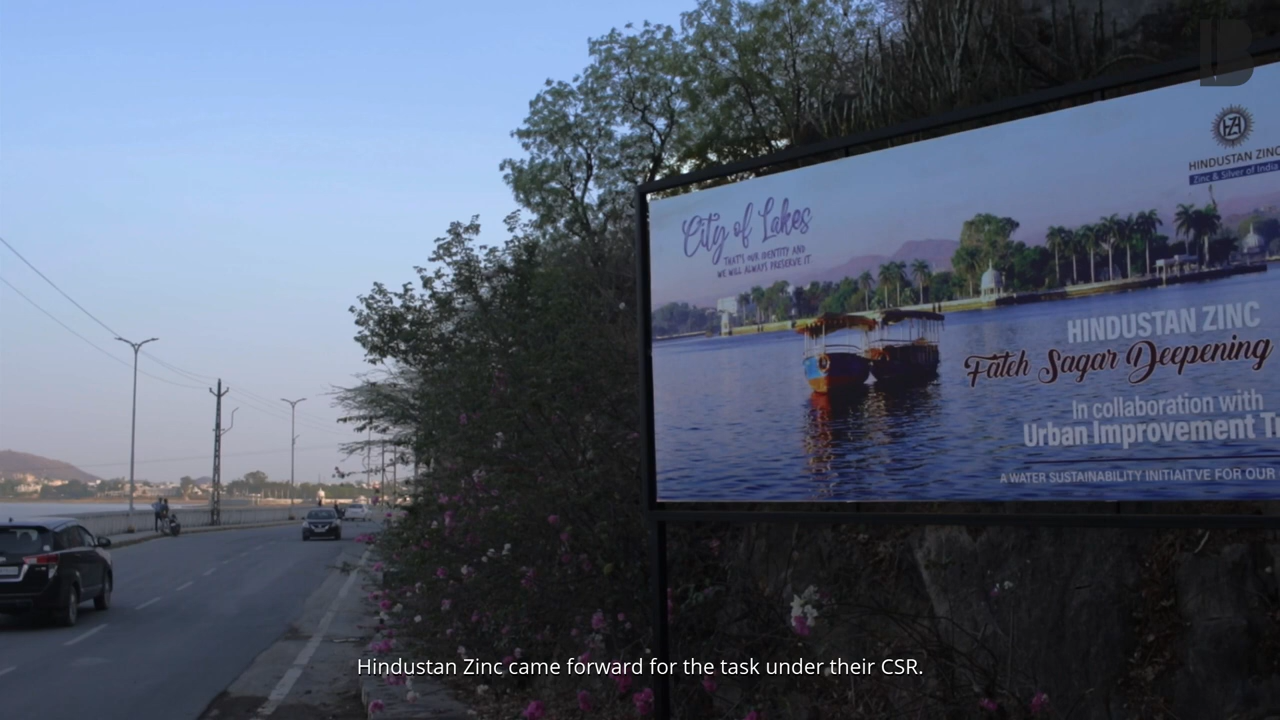 City of Lakes
THAT'S OUR IDENTITY AND
WE WILL ALWAYS PRESERVE IT
HZL
HINDUSTAN ZINC
Zinc & Silver of India
HINDUSTAN ZINC
Fateh Sagar Deepening
In collaboration with
Urban Improvement T
A WATER SUSTAINABILITY INITIAITVE FOR OUR
Hindustan Zinc came forward for the task under their CSR.